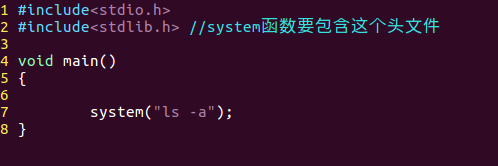 1 #include<stdio.h>
2 #include<stdlib.h> //system函数要包含这个头文件
3
4 void main()
5 {
6
7         system("ls -a");
8 }